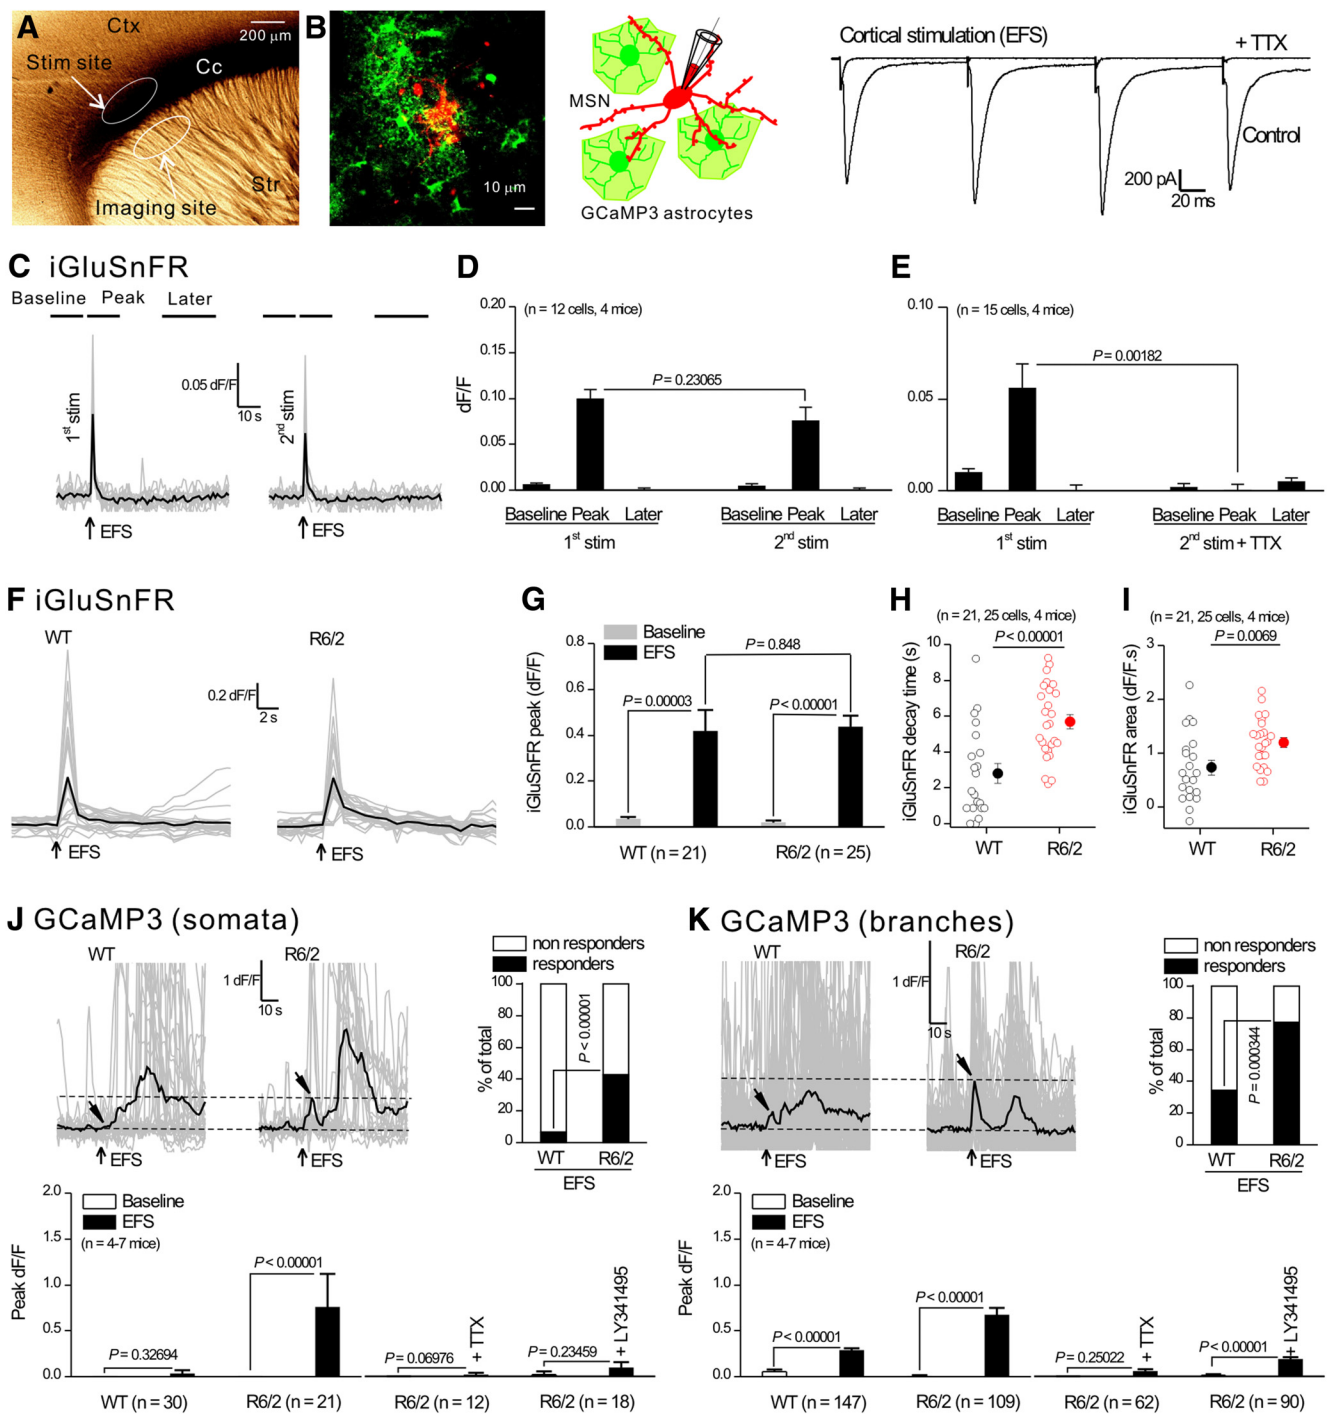 A
Ctx
200 μm
Stim site
Cc
Str
Imaging site
B
10 μm
MSN
GCaMP3 astrocytes
Cortical stimulation (EFS)
+ TTX
Control
200 pA
20 ms
C iGluSnFR
Baseline Peak Later
1st stim
0.05 dF/F
10 s
2nd stim
EFS
EFS
D
(n = 12 cells, 4 mice)
P = 0.23065
dF/F
0.20
0.15
0.10
0.05
0.00
Baseline Peak Later Baseline Peak Later
1st stim 2nd stim
E
(n = 15 cells, 4 mice)
P = 0.00182
0.10
0.05
0.00
Baseline Peak Later Baseline Peak Later
1st stim 2nd stim + TTX
F iGluSnFR
WT
R6/2
0.2 dF/F
2 s
EFS
EFS
G
Baseline
EFS
P = 0.848
P = 0.00003
P < 0.00001
iGluSnFR peak (dF/F)
0.8
0.6
0.4
0.2
0.0
WT (n = 21) R6/2 (n = 25)
H
(n = 21, 25 cells, 4 mice)
P < 0.00001
iGluSnFR decay time (s)
10
8
6
4
2
0
WT R6/2
I
(n = 21, 25 cells, 4 mice)
P = 0.0069
iGluSnFR area (dF/F.s)
3
2
1
0
WT R6/2
J GCaMP3 (somata)
WT
R6/2
1 dF/F
10 s
EFS
EFS
non responders
responders
% of total
100
80
60
40
20
0
P < 0.00001
WT R6/2
EFS
Peak dF/F
2.0
1.5
1.0
0.5
0.0
Baseline
EFS
(n = 4-7 mice)
P = 0.32694
P < 0.00001
P = 0.06976
+ TTX
P = 0.23459
+ LY341495
WT (n = 30) R6/2 (n = 21) R6/2 (n = 12) R6/2 (n = 18)
K GCaMP3 (branches)
WT
R6/2
1 dF/F
10 s
EFS
EFS
non responders
responders
% of total
100
80
60
40
20
0
P = 0.000344
WT R6/2
EFS
Peak dF/F
2.0
1.5
1.0
0.5
0.0
Baseline
EFS
(n = 4-7 mice)
P < 0.00001
P < 0.00001
P = 0.25022
+ TTX
P < 0.00001
+ LY341495
WT (n = 147) R6/2 (n = 109) R6/2 (n = 62) R6/2 (n = 90)